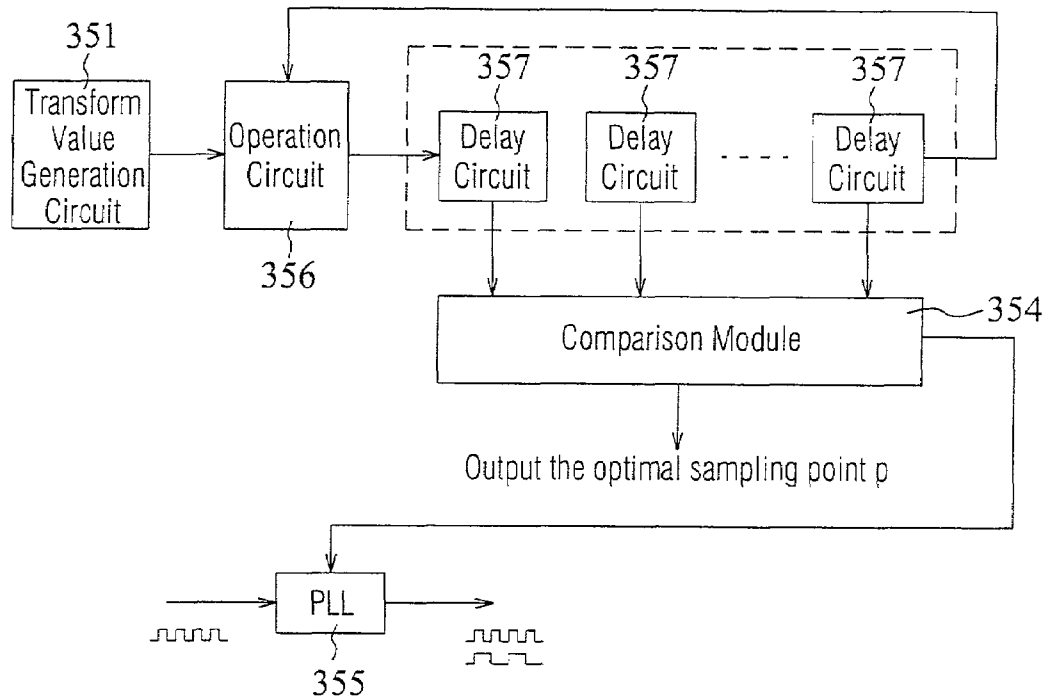 351
Transform
Value
Generation
Circuit
Operation
Circuit
356
357
Delay
Circuit
357
Delay
Circuit
357
Delay
Circuit
Comparison Module
354
Output the optimal sampling point p
PLL
355